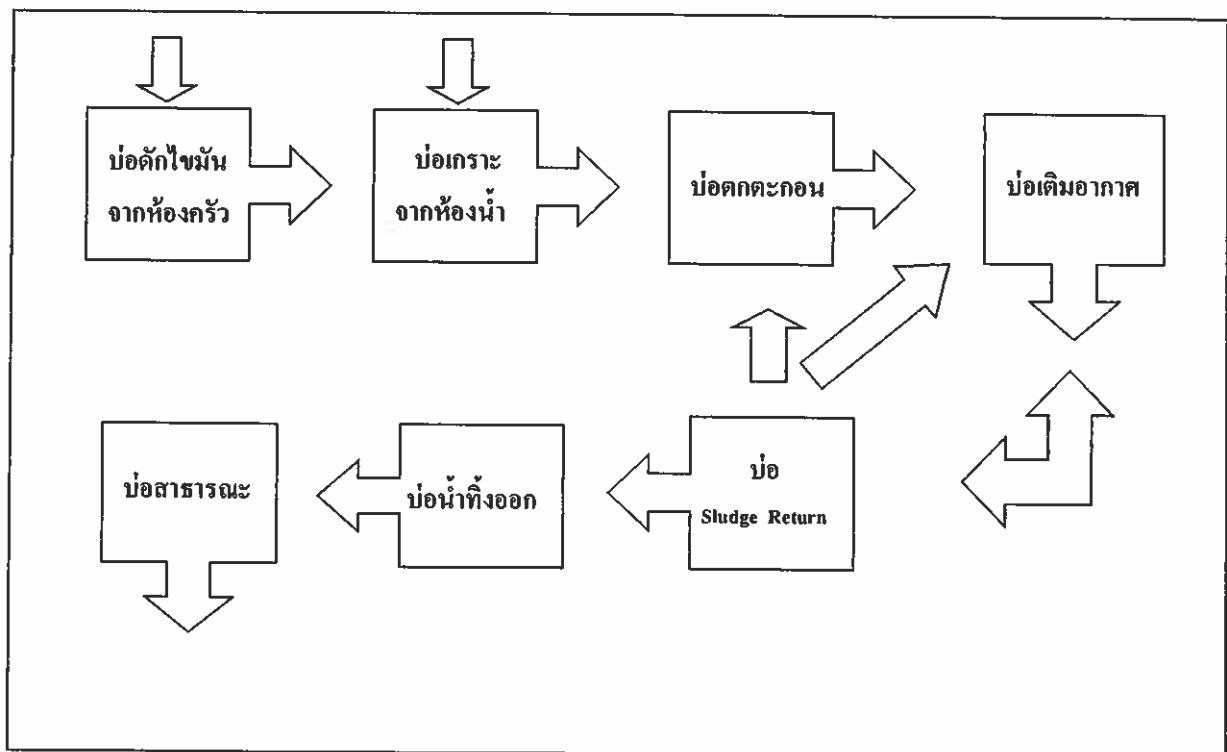 บ่อดักไขมัน
จากห้องครัว
บ่อเกราะ
จากห้องน้ำ
บ่อตกตะกอน
บ่อเติมอากาศ
บ่อสาธารณะ
บ่อน้ำทิ้งออก
บ่อ
Sludge Return